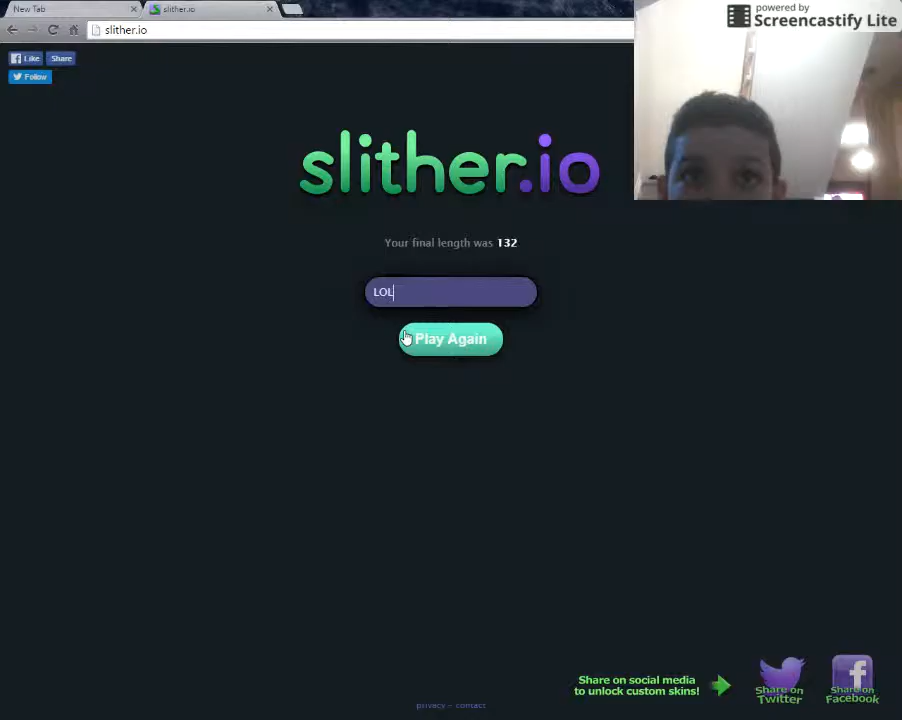 New Tab
slither.io
powered by
Screencastify Lite
slither.io
Like
Share
Follow
slither.io
Your final length was 132
LOL
Play Again
Share on social media
to unlock custom skins!
Share on
Twitter
Share on
Facebook
privacy - contact